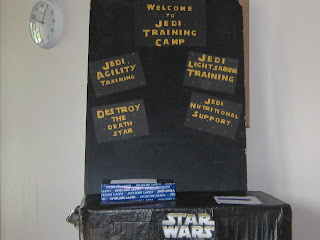 WELCOME
TO
JEDI
TRAINING
CAMP
JEDI
AGILITY
TRAINING
JEDI
LIGHTSABER
TRAINING
DESTROY
THE
DEATH
STAR
JEDI
NUTRITIONAL
SUPPORT.
STAR
WARS